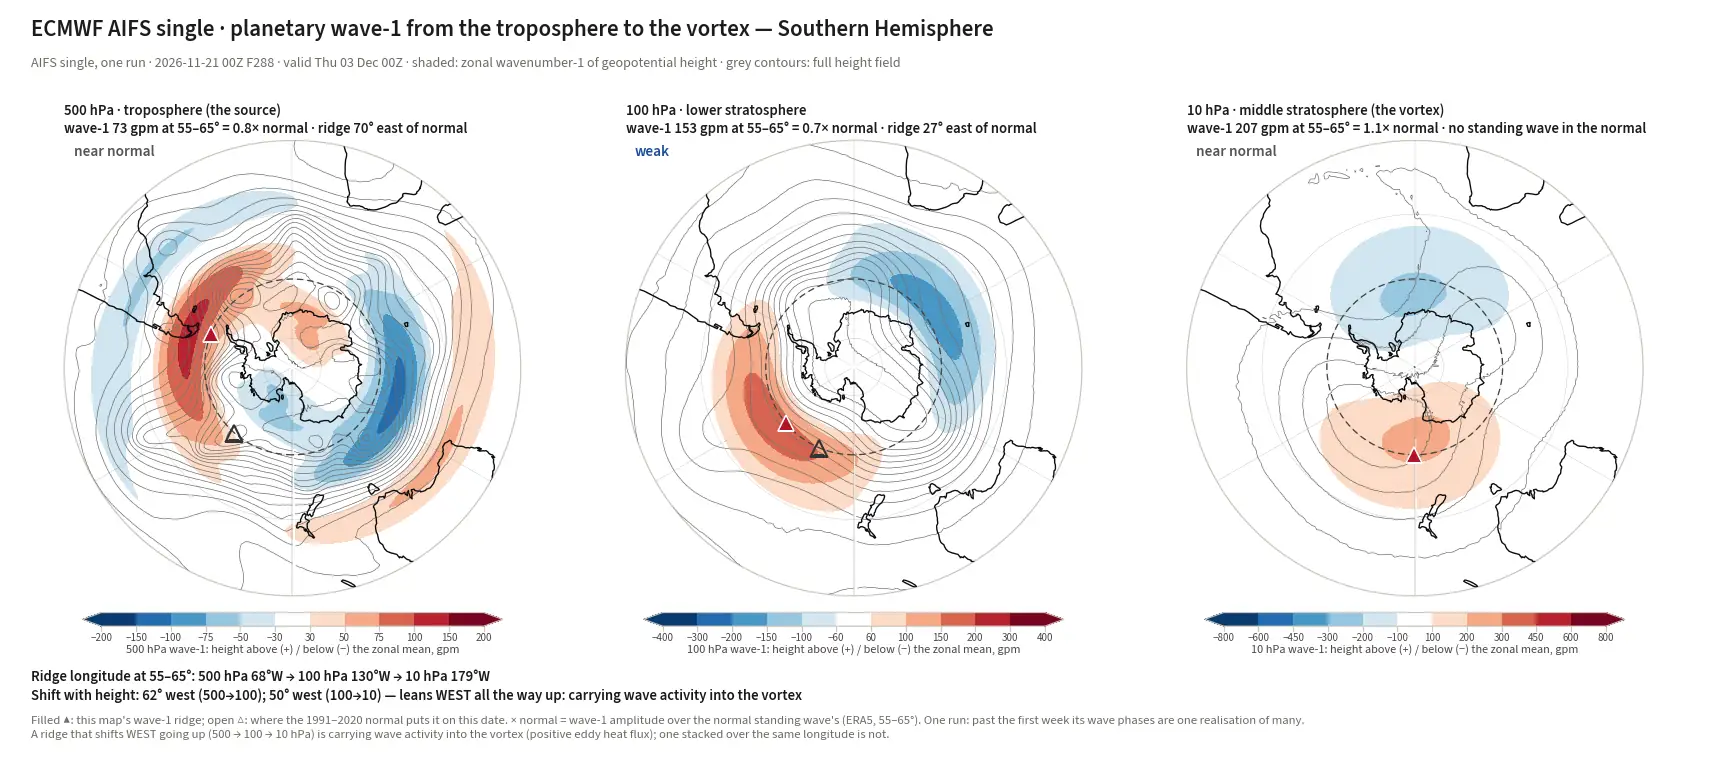 ECMWF AIFS single · planetary wave-1 from the troposphere to the vortex — Southern Hemisphere
AIFS single, one run · 2026-11-21 00Z F288 · valid Thu 03 Dec 00Z · shaded: zonal wavenumber-1 of geopotential height · grey contours: full height field
500 hPa · troposphere (the source)
wave-1 73 gpm at 55–65° = 0.8× normal · ridge 70° east of normal
near normal
100 hPa · lower stratosphere
wave-1 153 gpm at 55–65° = 0.7× normal · ridge 27° east of normal
weak
10 hPa · middle stratosphere (the vortex)
wave-1 207 gpm at 55–65° = 1.1× normal · no standing wave in the normal
near normal
−200 −150 −100 −75 −50 −30 30 50 75 100 150 200
500 hPa wave-1: height above (+) / below (−) the zonal mean, gpm
−400 −300 −200 −150 −100 −60 60 100 150 200 300 400
100 hPa wave-1: height above (+) / below (−) the zonal mean, gpm
−800 −600 −450 −300 −200 −100 100 200 300 450 600 800
10 hPa wave-1: height above (+) / below (−) the zonal mean, gpm
Ridge longitude at 55–65°: 500 hPa 68°W → 100 hPa 130°W → 10 hPa 179°W
Shift with height: 62° west (500→100); 50° west (100→10) — leans WEST all the way up: carrying wave activity into the vortex
Filled ▲: this map's wave-1 ridge; open △: where the 1991–2020 normal puts it on this date. × normal = wave-1 amplitude over the normal standing wave's (ERA5, 55–65°). One run: past the first week its wave phases are one realisation of many.
A ridge that shifts WEST going up (500 → 100 → 10 hPa) is carrying wave activity into the vortex (positive eddy heat flux); one stacked over the same longitude is not.